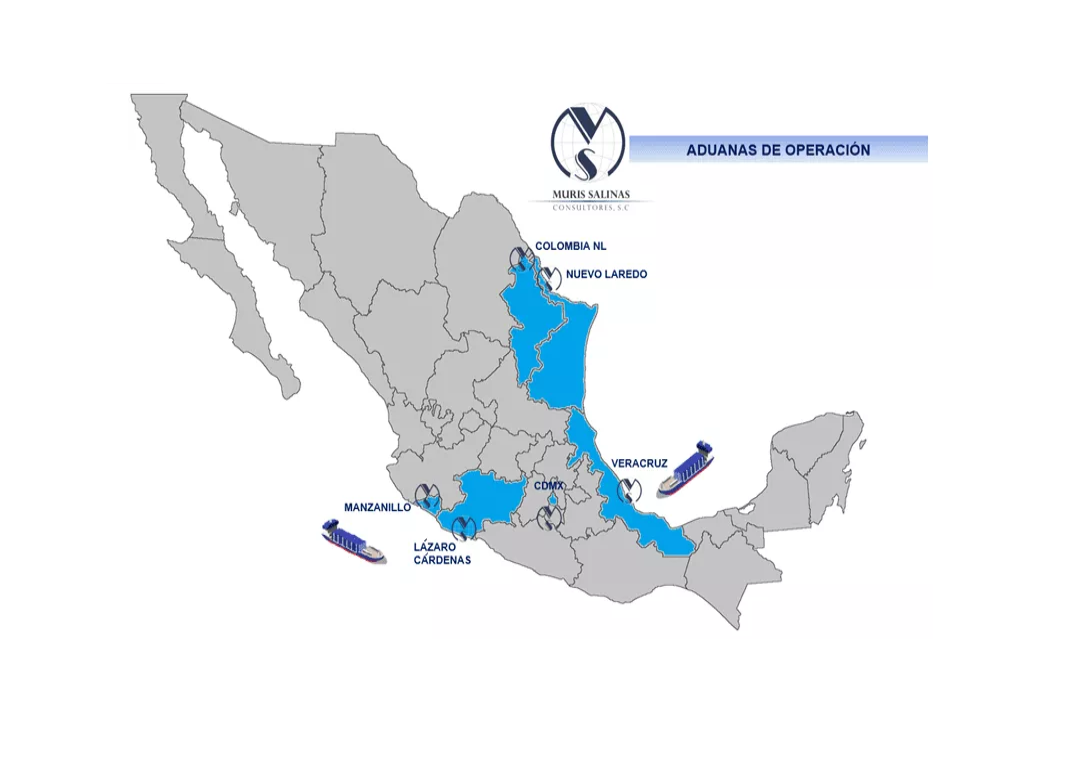 MURIS SALINAS
CONSULTORES, S.C
ADUANAS DE OPERACIÓN
COLOMBIA NL
NUEVO LAREDO
VERACRUZ
CDMX
MANZANILLO
LÁZARO
CÁRDENAS